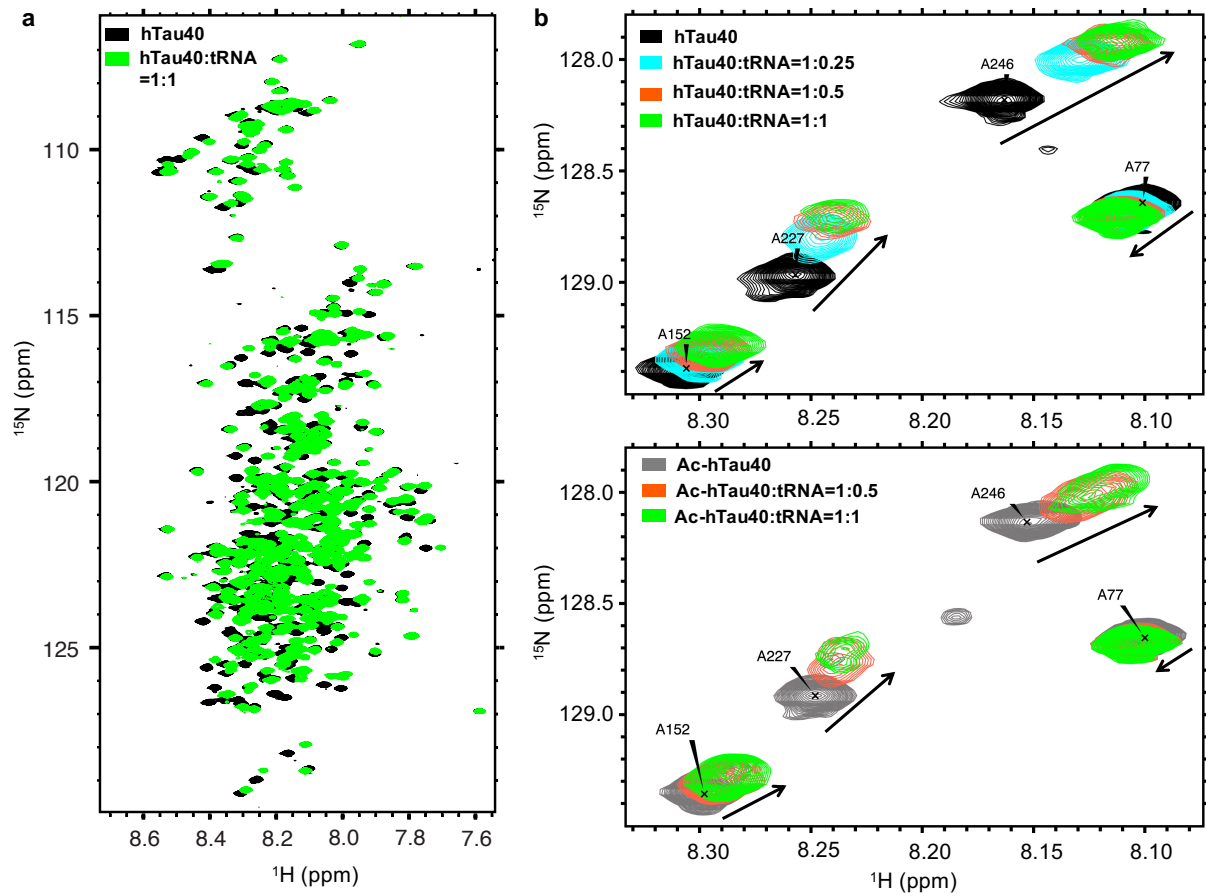 a
hTau40
hTau40:tRNA
=1:1
110
115
120
125
¹⁵N (ppm)
8.6
8.4
8.2
8.0
7.8
7.6
¹H (ppm)
b
hTau40
hTau40:tRNA=1:0.25
hTau40:tRNA=1:0.5
hTau40:tRNA=1:1
A246
A77
A227
A152
128.0
128.5
129.0
¹⁵N (ppm)
8.30
8.25
8.20
8.15
8.10
Ac-hTau40
Ac-hTau40:tRNA=1:0.5
Ac-hTau40:tRNA=1:1
A246
A77
A227
A152
128.0
128.5
129.0
¹⁵N (ppm)
8.30
8.25
8.20
8.15
8.10
¹H (ppm)